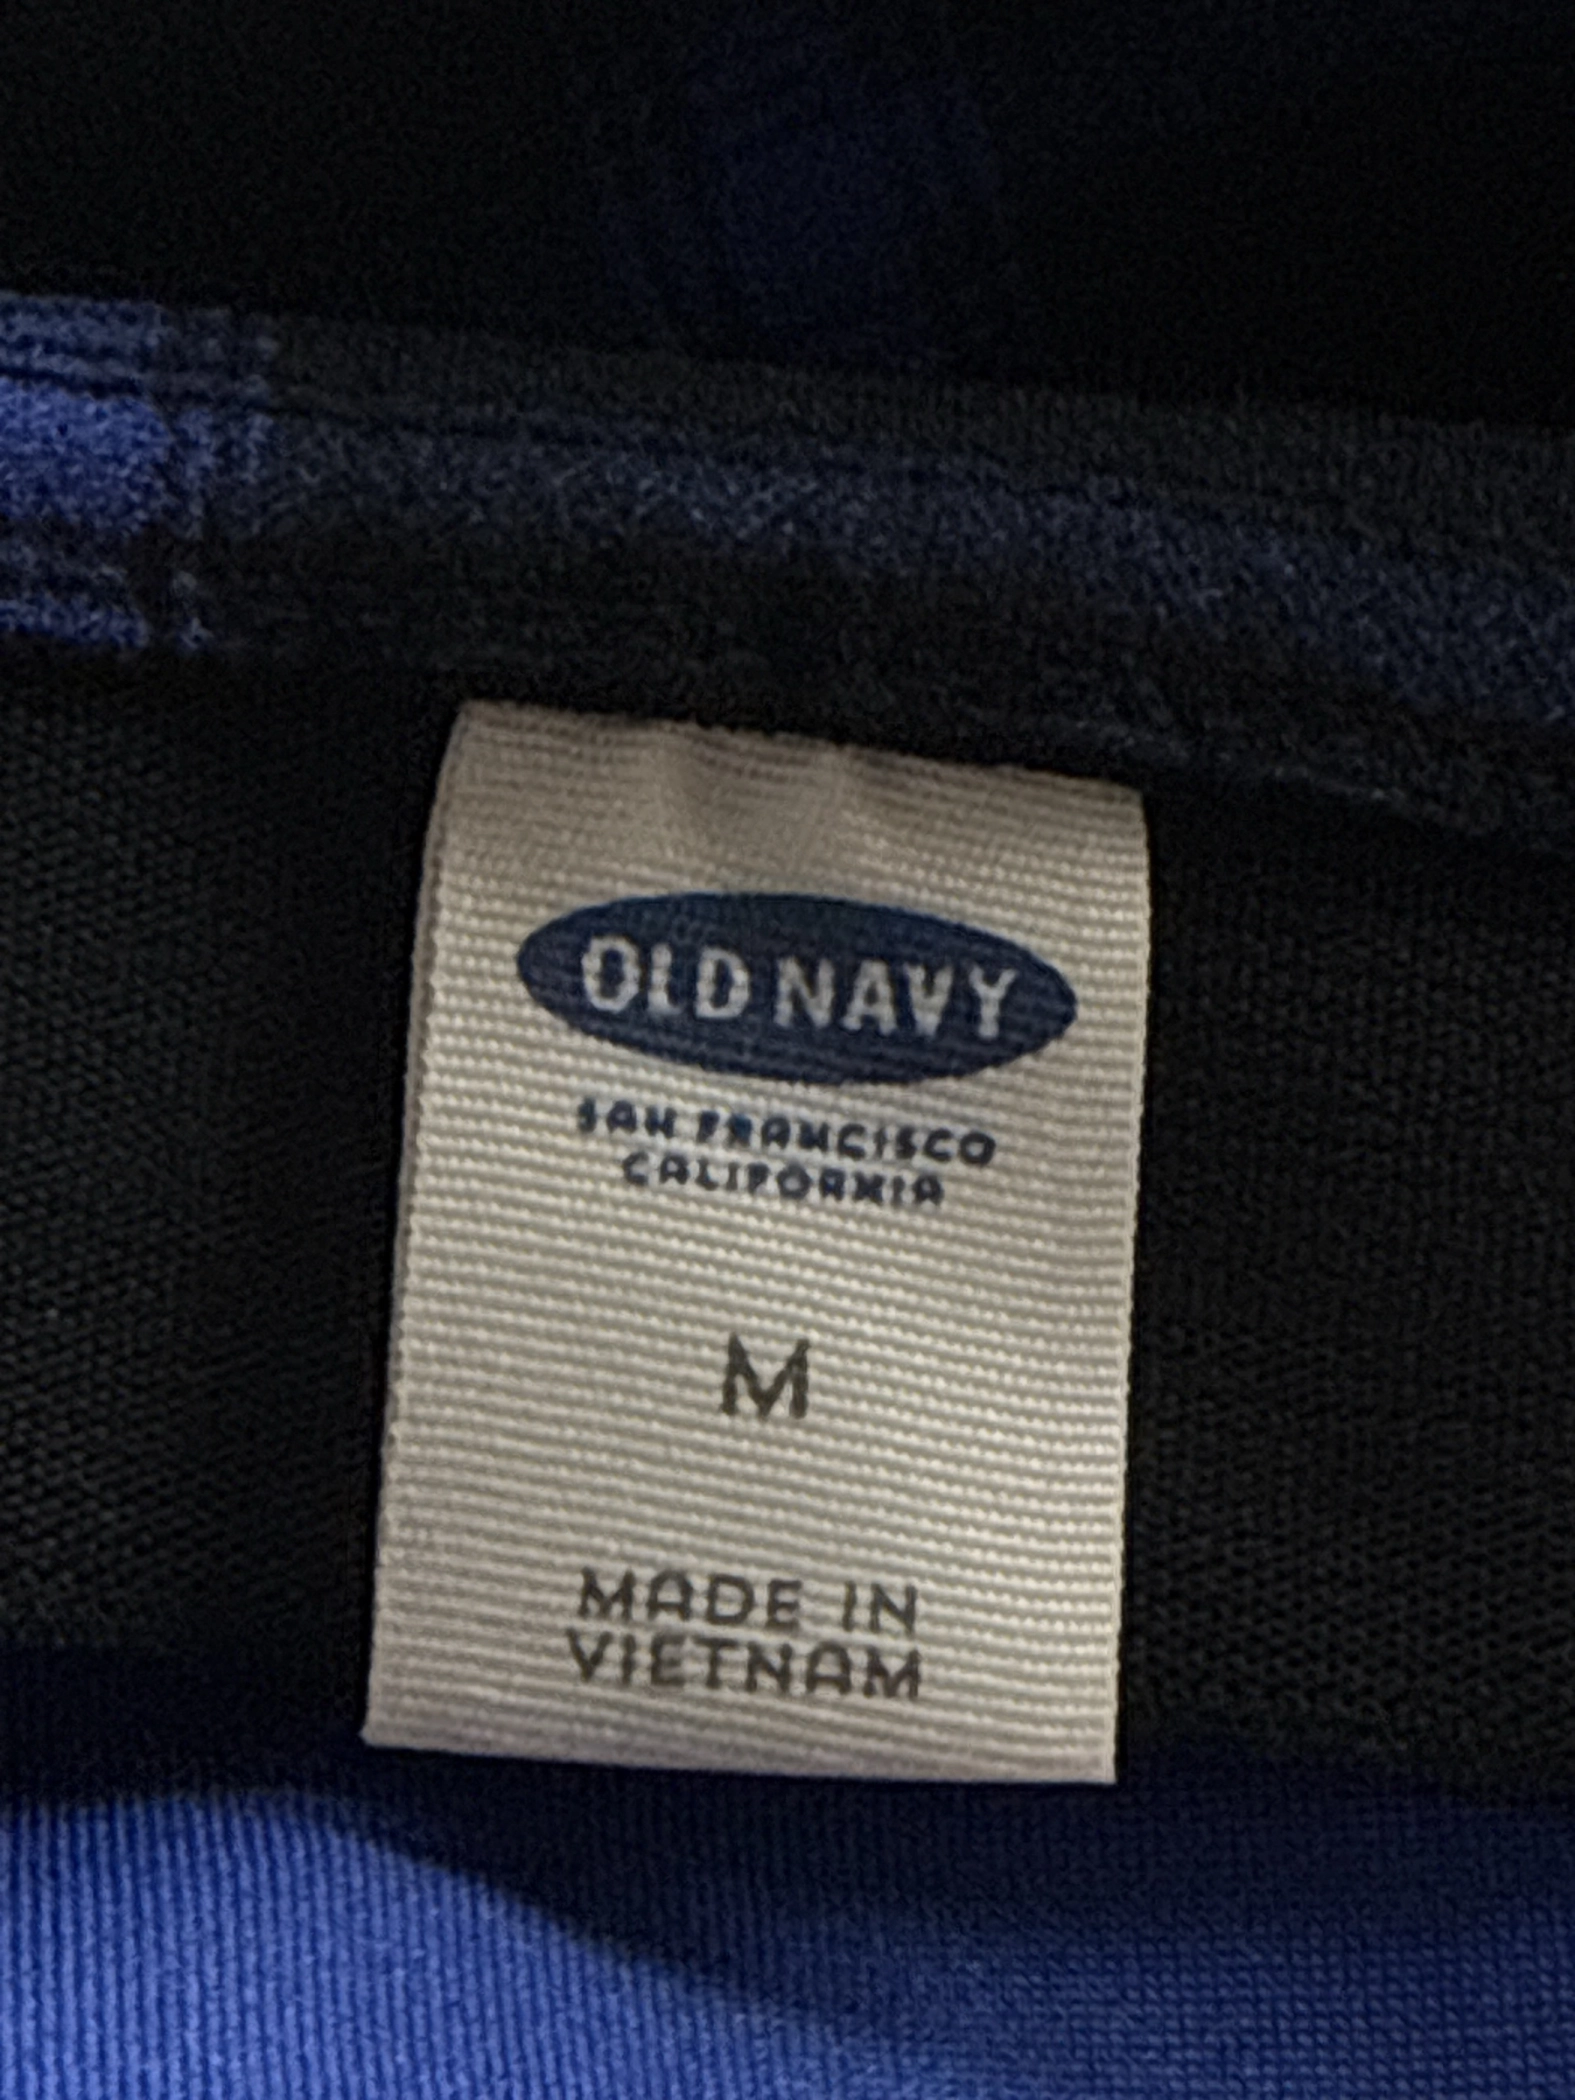 OLD NAVY
SAN FRANCISCO
CALIFORNIA
M
MADE IN
VIETNAM